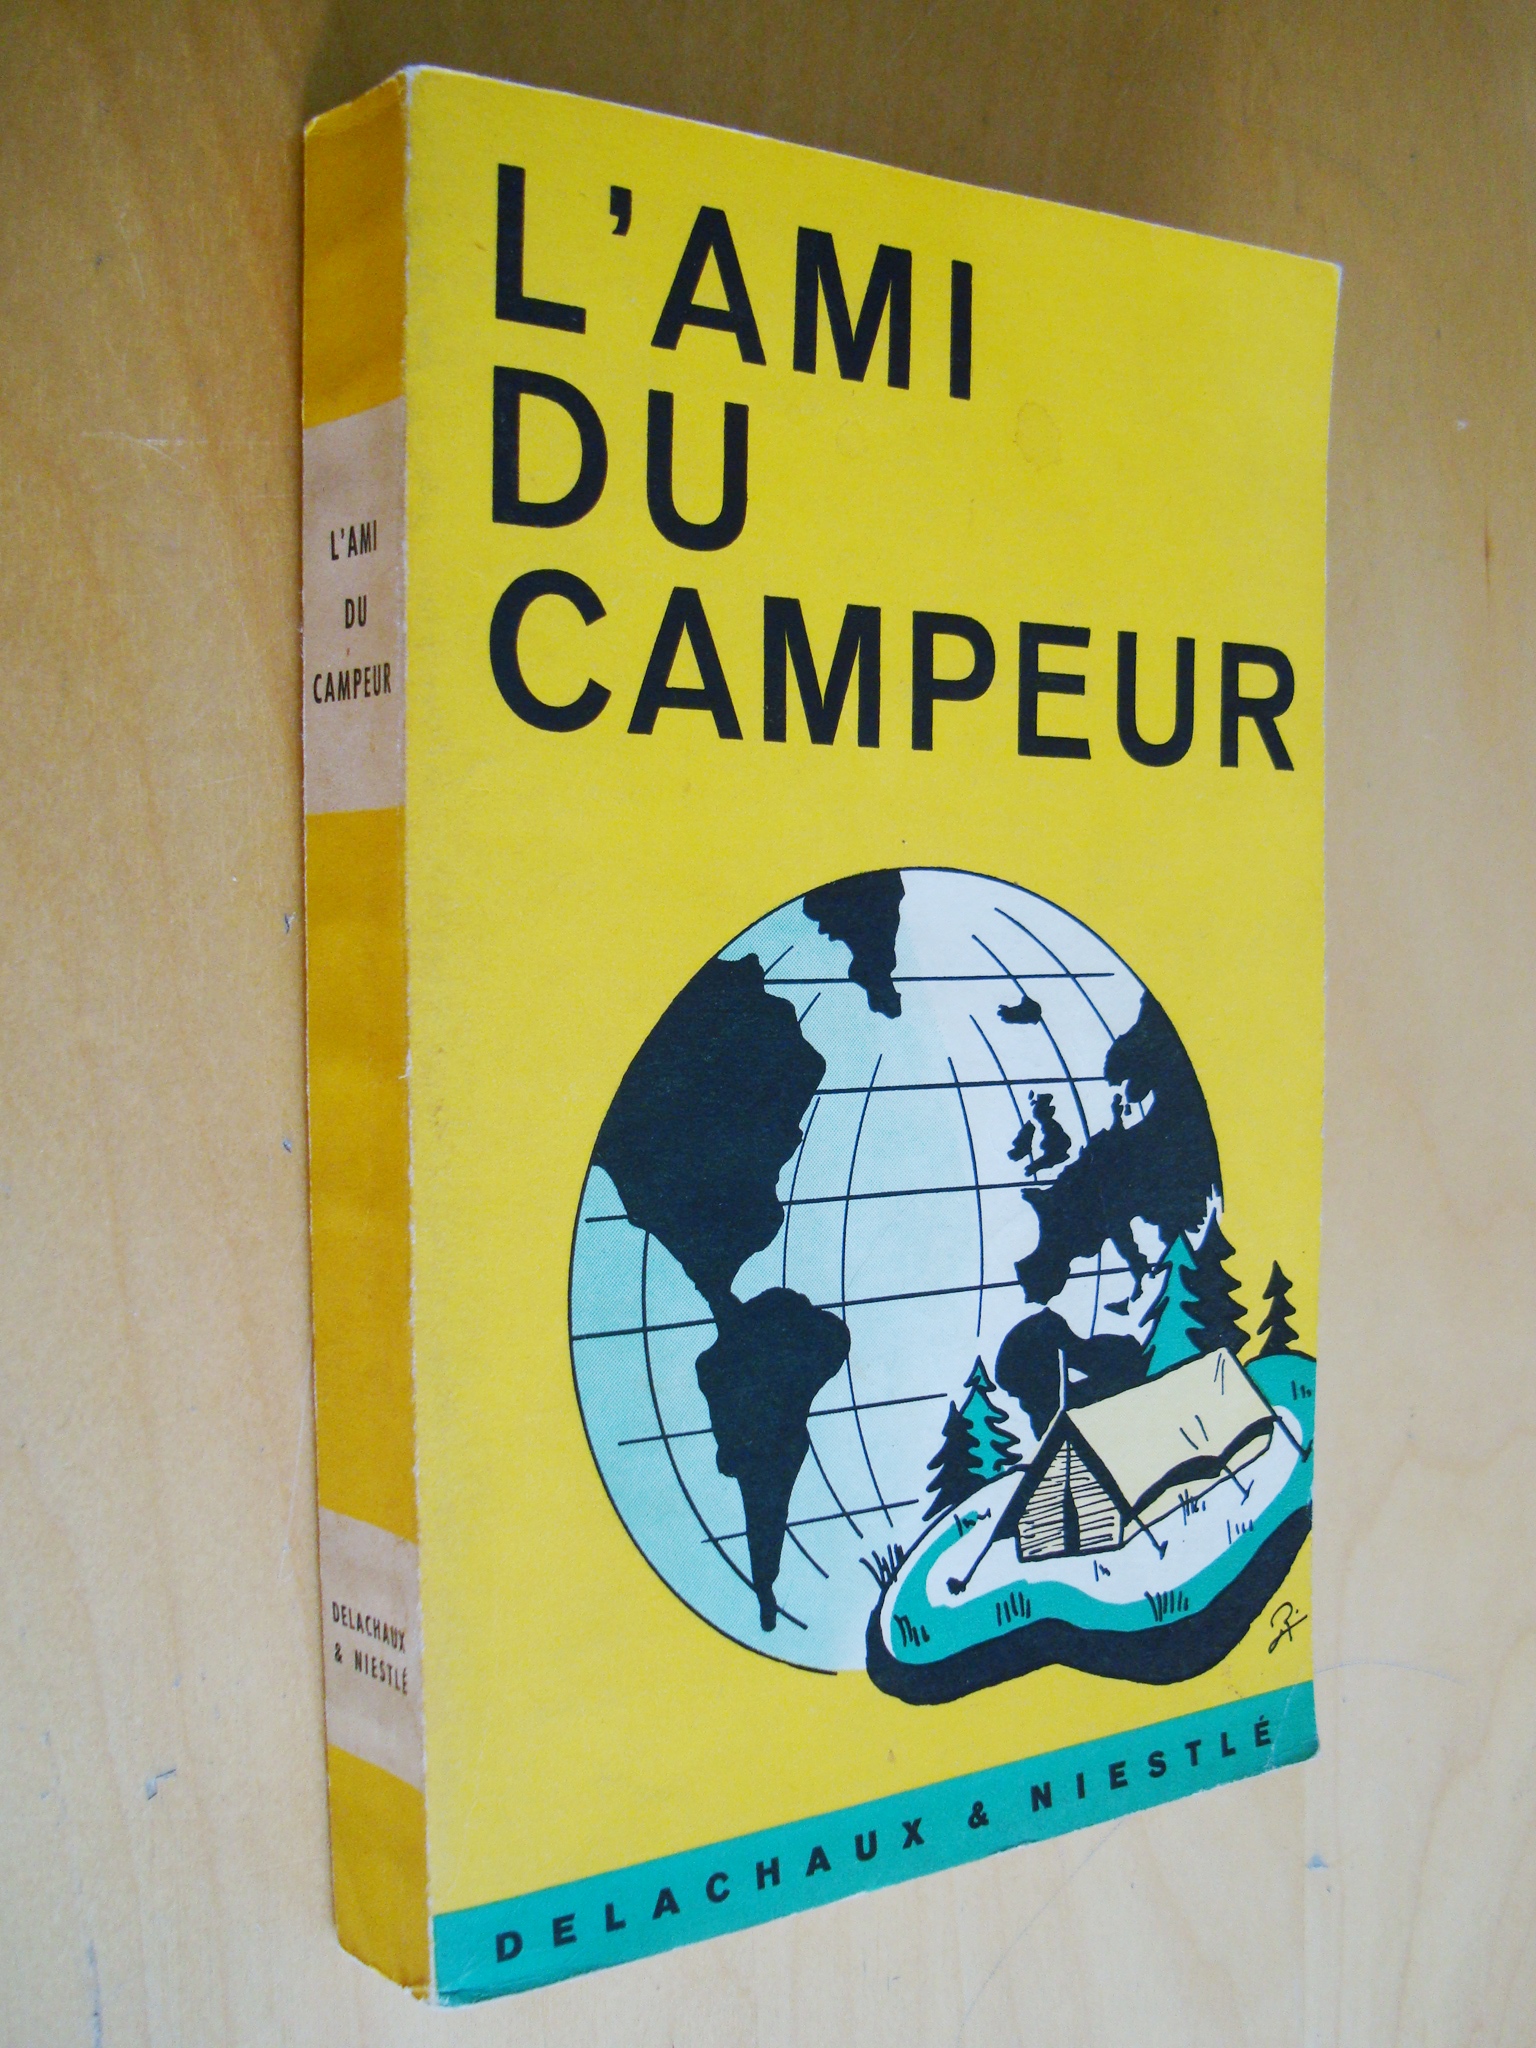 L'AMI
DU
CAMPEUR
DELACHAUX & NIESTLÉ
L'AMI
DU
CAMPEUR
DELACHAUX
& NIESTLÉ